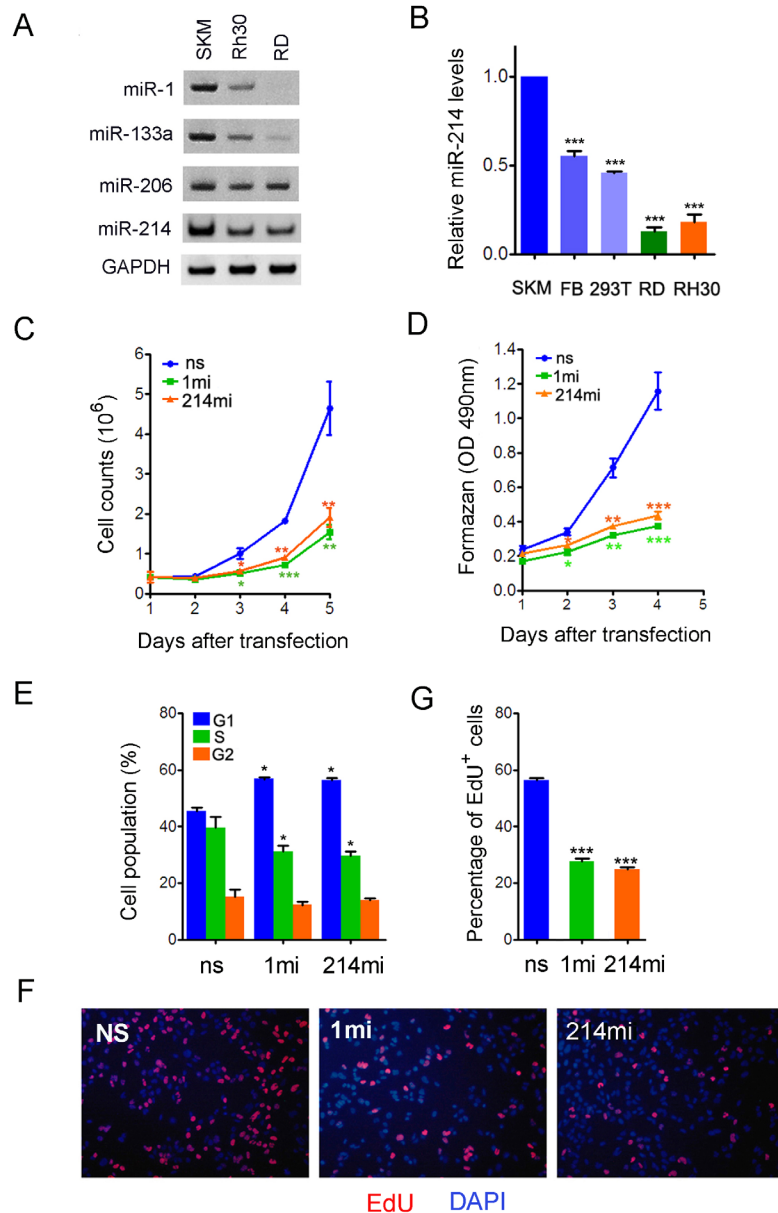 A
SKM Rh30 RD
miR-1
miR-133a
miR-206
miR-214
GAPDH
B
Relative miR-214 levels
1.0
0.5
0.0
***
***
***
***
SKM FB 293T RD RH30
C
Cell counts (10⁶)
6
5
4
3
2
1
0
ns
1mi
214mi
* ** **
* *** **
1 2 3 4 5
Days after transfection
D
Formazan (OD 490nm)
1.4
1.2
1.0
0.8
0.6
0.4
0.2
0.0
ns
1mi
214mi
* ** ***
* ** ***
1 2 3 4 5
Days after transfection
E
Cell population (%)
80
60
40
20
0
G1
S
G2
* *
* *
ns 1mi 214mi
G
Percentage of EdU⁺ cells
80
60
40
20
0
*** ***
ns 1mi 214mi
F
NS
1mi
214mi
EdU DAPI